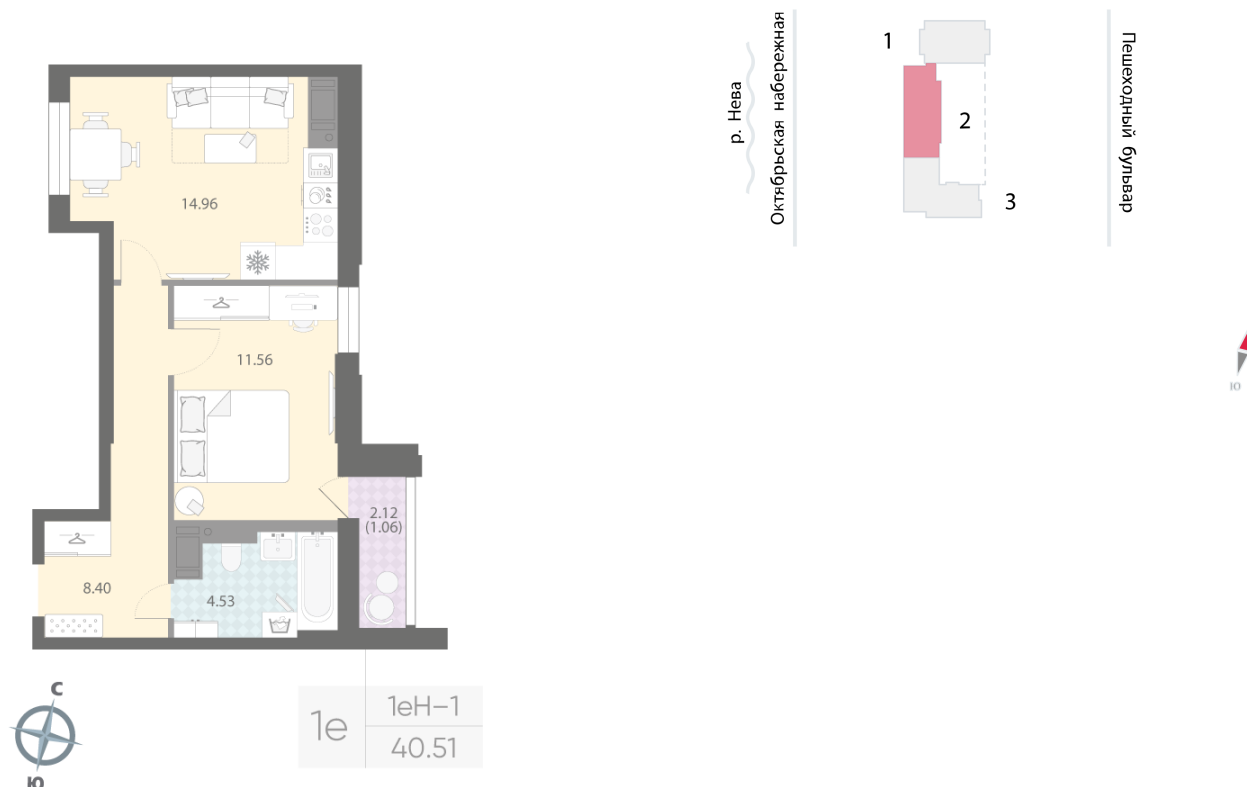 14.96
11.56
2.12
(1.06)
8.40
4.53
С
Ю
1е
1еН–1
40.51
р. Нева
Октябрьская набережная
1
2
3
Пешеходный бульвар
Ю